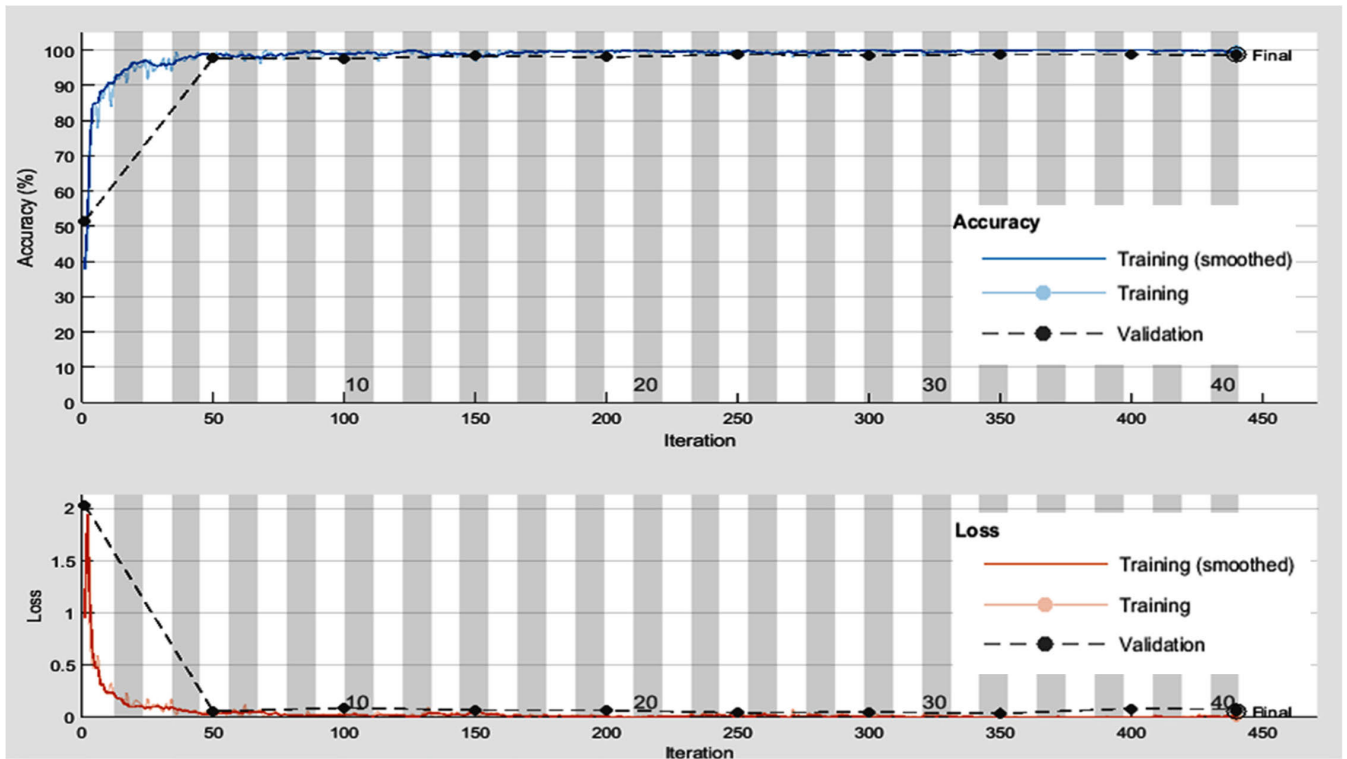 100
90
80
70
60
50
40
30
20
10
0
Accuracy (%)
Final
Accuracy
Training (smoothed)
Training
Validation
10 20 30 40
0 50 100 150 200 250 300 350 400 450
Iteration
2
1.5
1
0.5
0
Loss
Loss
Training (smoothed)
Training
Validation
10 20 30 40
Final
0 50 100 150 200 250 300 350 400 450
Iteration